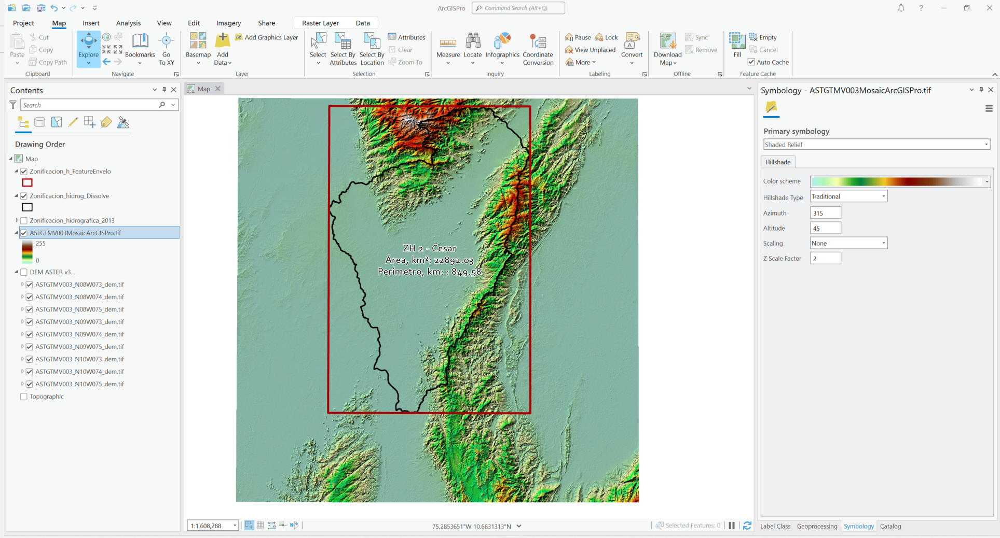 ArcGISPro
Command Search (Alt+Q)
Project
Map
Insert
Analysis
View
Edit
Imagery
Share
Raster Layer
Data
Paste
Cut
Copy
Copy Path
Clipboard
Explore
Bookmarks
Go
To XY
Navigate
Basemap
Add
Data
Add Graphics Layer
Layer
Select
Select By
Attributes
Select By
Location
Attributes
Clear
Zoom To
Selection
Measure
Locate
Infographics
Coordinate
Conversion
Inquiry
Pause
Lock
View Unplaced
More
Convert
Labeling
Download
Map
Sync
Remove
Offline
Fill
Empty
Cancel
Auto Cache
Feature Cache
Contents
Search
Drawing Order
Map
Zonificacion_h_FeatureEnvelo
Zonificacion_hidrog_Dissolve
Zonificacion_hidrografica_2013
ASTGTMV003MosaicArcGISPro.tif
255
0
DEM ASTER v3...
ASTGTMV003_N08W073_dem.tif
ASTGTMV003_N08W074_dem.tif
ASTGTMV003_N08W075_dem.tif
ASTGTMV003_N09W073_dem.tif
ASTGTMV003_N09W074_dem.tif
ASTGTMV003_N09W075_dem.tif
ASTGTMV003_N10W073_dem.tif
ASTGTMV003_N10W074_dem.tif
ASTGTMV003_N10W075_dem.tif
Topographic
Map
ZH 2 - Cesar
Área, km²: 22892.03
Perímetro, km: : 849.58
1:1,608,288
N
75.2853651°W 10.6631313°N
Selected Features: 0
Symbology - ASTGTMV003MosaicArcGISPro.tif
Primary symbology
Shaded Relief
Hillshade
Color scheme
Hillshade Type Traditional
Azimuth 315
Altitude 45
Scaling None
Z Scale Factor 2
Label Class Geoprocessing Symbology Catalog